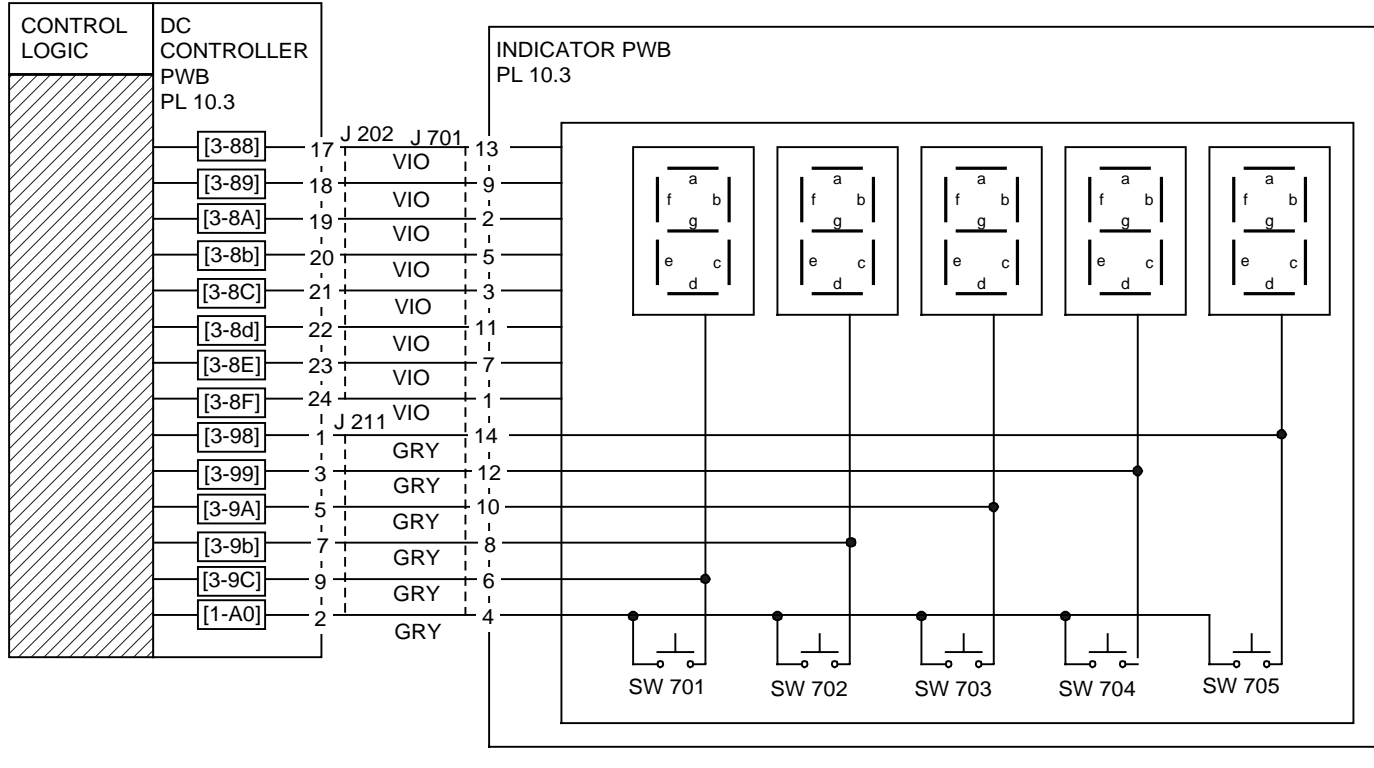 CONTROL
LOGIC
DC
CONTROLLER
PWB
PL 10.3
INDICATOR PWB
PL 10.3
J 202 J 701
[3-88] 17 VIO 13
[3-89] 18 VIO 9
[3-8A] 19 VIO 2
[3-8b] 20 VIO 5
[3-8C] 21 VIO 3
[3-8d] 22 VIO 11
[3-8E] 23 VIO 7
[3-8F] 24 VIO 1
J 211
[3-98] 1 GRY 14
[3-99] 3 GRY 12
[3-9A] 5 GRY 10
[3-9b] 7 GRY 8
[3-9C] 9 GRY 6
[1-A0] 2 GRY 4
a a a a a
f b f b f b f b f b
g g g g g
e c e c e c e c e c
d d d d d
SW 701 SW 702 SW 703 SW 704 SW 705